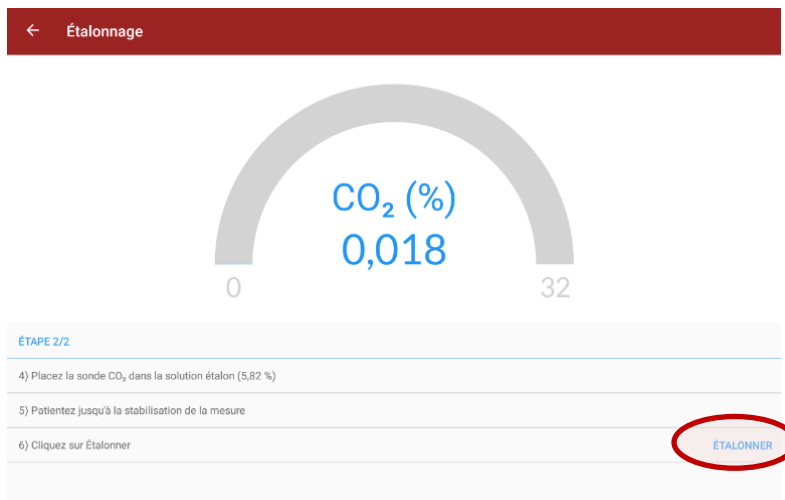 ← Étalonnage
CO₂ (%)
0,018
0 32
ÉTAPE 2/2
4) Placez la sonde CO₂ dans la solution étalon (5,82 %)
5) Patientez jusqu'à la stabilisation de la mesure
6) Cliquez sur Étalonner ÉTALONNER